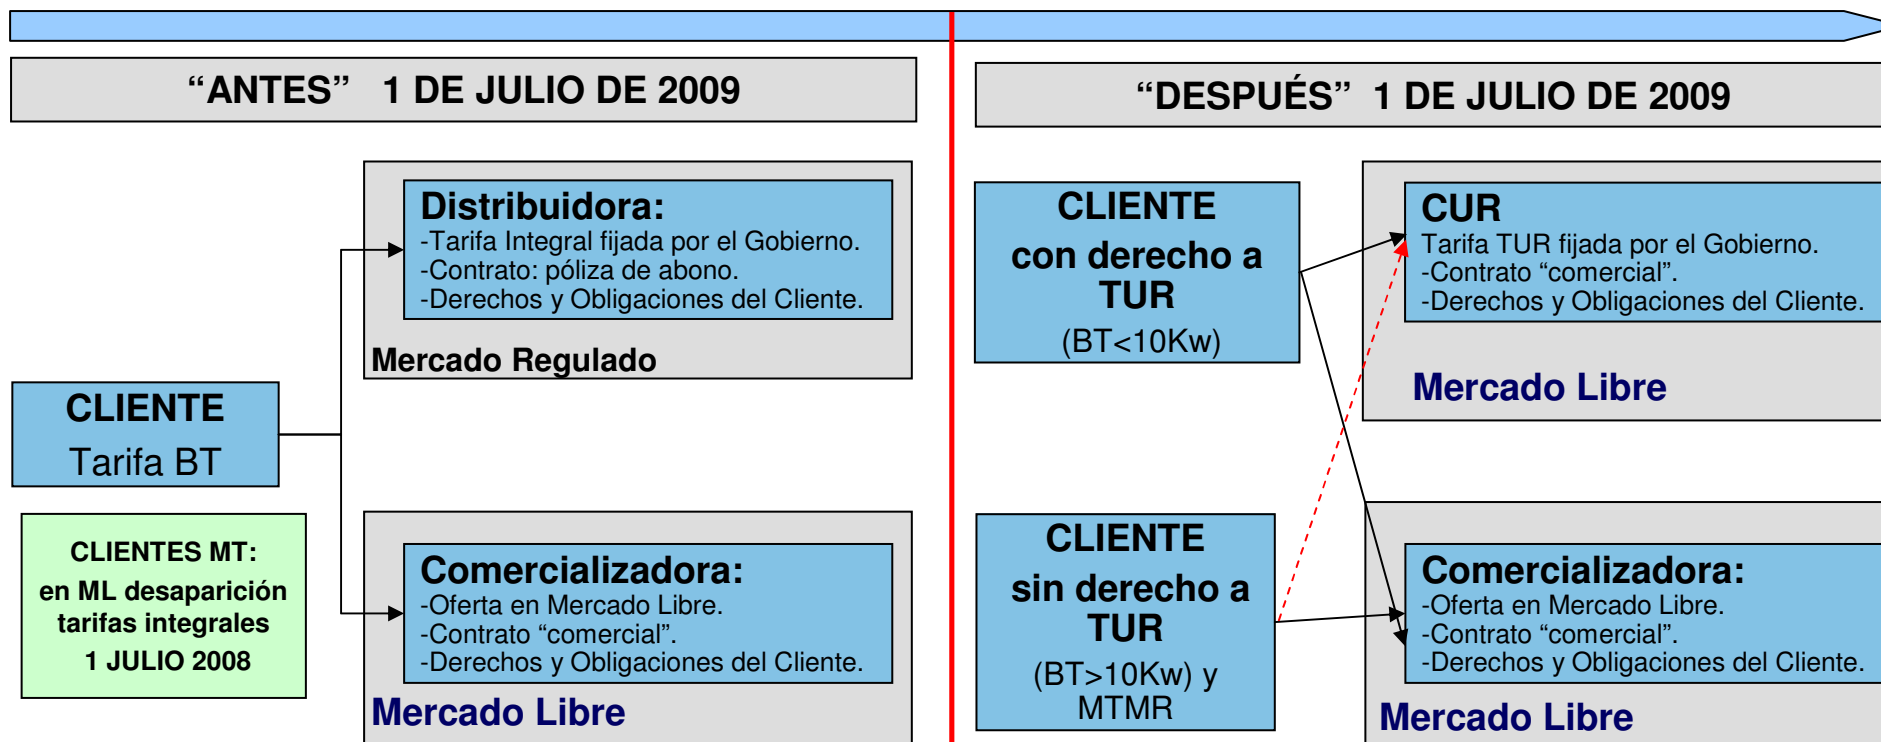 “ANTES” 1 DE JULIO DE 2009
Distribuidora:
-Tarifa Integral fijada por el Gobierno.
-Contrato: póliza de abono.
-Derechos y Obligaciones del Cliente.
Mercado Regulado
CLIENTE
Tarifa BT
CLIENTES MT:
en ML desaparición
tarifas integrales
1 JULIO 2008
Comercializadora:
-Oferta en Mercado Libre.
-Contrato “comercial”.
-Derechos y Obligaciones del Cliente.
Mercado Libre
“DESPUÉS” 1 DE JULIO DE 2009
CLIENTE
con derecho a
TUR
(BT<10Kw)
CUR
Tarifa TUR fijada por el Gobierno.
-Contrato “comercial”.
-Derechos y Obligaciones del Cliente.
Mercado Libre
CLIENTE
sin derecho a
TUR
(BT>10Kw) y
MTMR
Comercializadora:
-Oferta en Mercado Libre.
-Contrato “comercial”.
-Derechos y Obligaciones del Cliente.
Mercado Libre